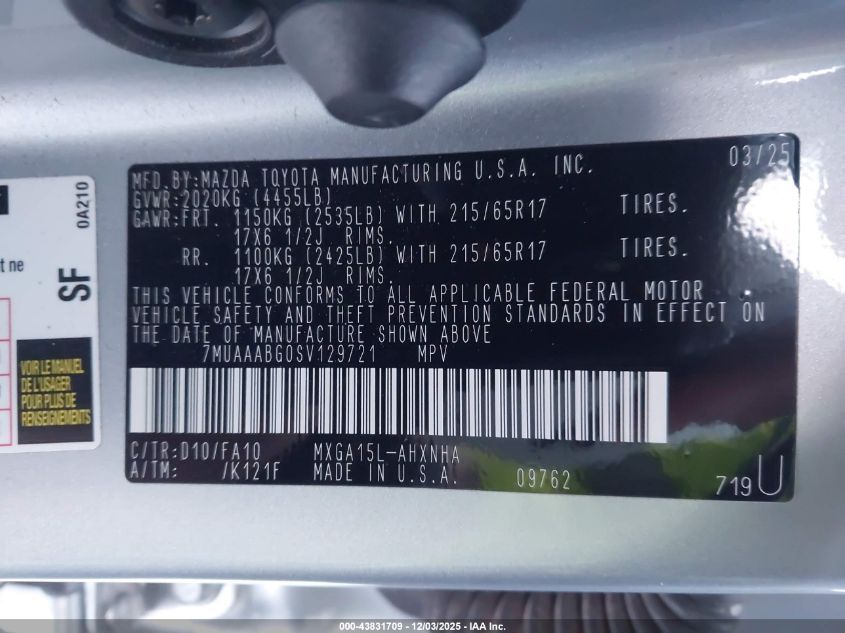 MFD.BY:MAZDA TOYOTA MANUFACTURING U.S.A. INC. 03/25
GVWR:2020KG (4455LB)
GAWR:FRT. 1150KG (2535LB) WITH 215/65R17 TIRES.
17X6 1/2J RIMS.
RR. 1100KG (2425LB) WITH 215/65R17 TIRES.
17X6 1/2J RIMS.
THIS VEHICLE CONFORMS TO ALL APPLICABLE FEDERAL MOTOR
VEHICLE SAFETY AND THEFT PREVENTION STANDARDS IN EFFECT ON
THE DATE OF MANUFACTURE SHOWN ABOVE
7MUAAABG0SV129721 MPV
C/TR:D10/FA10 MXGA15L-AHXNHA
A/TM: /K121F MADE IN U.S.A. 09762 719U
0A210
SF
t ne
VOIR LE MANUEL
DE L'USAGER
POUR PLUS DE
RENSEIGNEMENTS
000-43831709 - 12/03/2025 - IAA Inc.